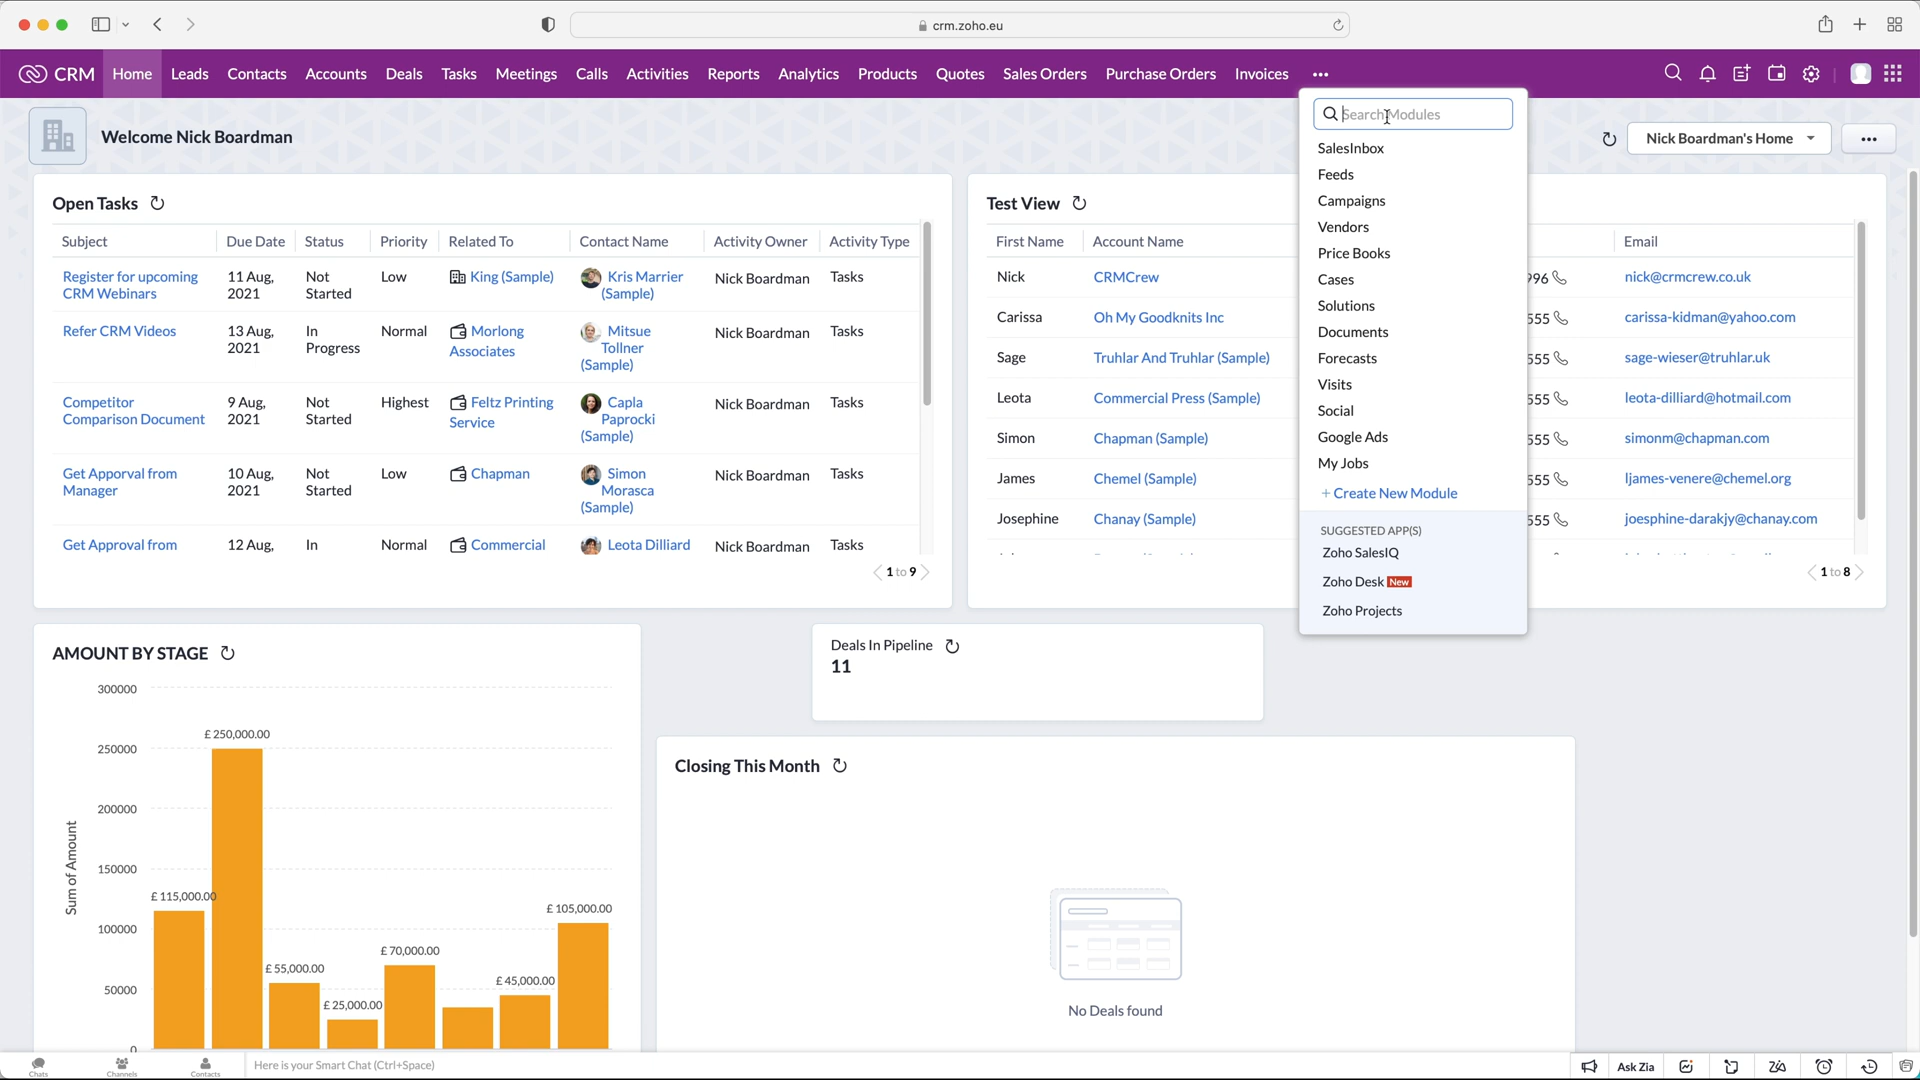 crm.zoho.eu
CRM Home Leads Contacts Accounts Deals Tasks Meetings Calls Activities Reports Analytics Products Quotes Sales Orders Purchase Orders Invoices •••
Welcome Nick Boardman
Nick Boardman's Home
Search Modules
SalesInbox
Feeds
Campaigns
Vendors
Price Books
Cases
Solutions
Documents
Forecasts
Visits
Social
Google Ads
My Jobs
+ Create New Module
SUGGESTED APP(S)
Zoho SalesIQ
Zoho Desk New
Zoho Projects
Open Tasks
Subject Due Date Status Priority Related To Contact Name Activity Owner Activity Type
Register for upcoming CRM Webinars 11 Aug, 2021 Not Started Low King (Sample) Kris Marrier (Sample) Nick Boardman Tasks
Refer CRM Videos 13 Aug, 2021 In Progress Normal Morlong Associates Mitsue Tollner (Sample) Nick Boardman Tasks
Competitor Comparison Document 9 Aug, 2021 Not Started Highest Feltz Printing Service Capla Paprocki (Sample) Nick Boardman Tasks
Get Apporval from Manager 10 Aug, 2021 Not Started Low Chapman Simon Morasca (Sample) Nick Boardman Tasks
Get Approval from 12 Aug, In Normal Commercial Leota Dilliard Nick Boardman Tasks
1 to 9
Test View
First Name Account Name Email
Nick CRMCrew 996 nick@crmcrew.co.uk
Carissa Oh My Goodknits Inc 555 carissa-kidman@yahoo.com
Sage Truhlar And Truhlar (Sample) 555 sage-wieser@truhlar.uk
Leota Commercial Press (Sample) 555 leota-dilliard@hotmail.com
Simon Chapman (Sample) 555 simonm@chapman.com
James Chemel (Sample) 555 ljames-venere@chemel.org
Josephine Chanay (Sample) 555 joesphine-darakjy@chanay.com
1 to 8
AMOUNT BY STAGE
Sum of Amount
300000
250000
200000
150000
100000
50000
0
£ 115,000.00
£ 250,000.00
£ 55,000.00
£ 25,000.00
£ 70,000.00
£ 45,000.00
£ 105,000.00
Deals In Pipeline
11
Closing This Month
No Deals found
Chats
Channels
Contacts
Here is your Smart Chat (Ctrl+Space)
Ask Zia